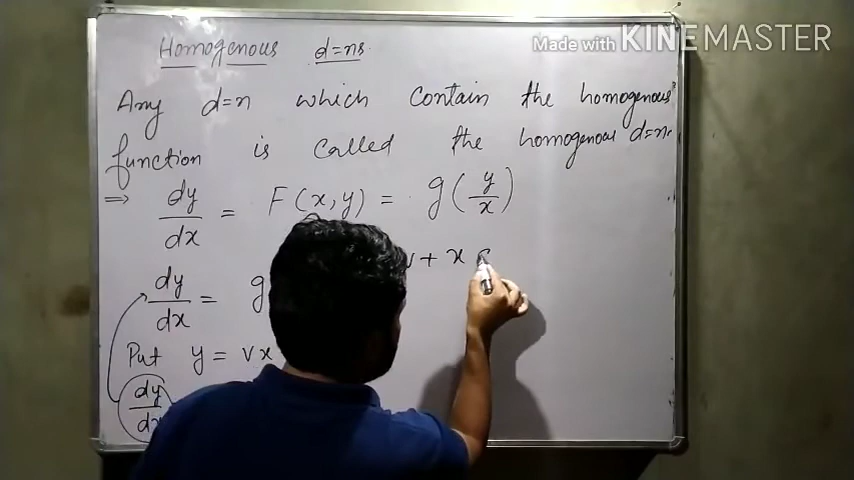 Made with KINEMASTER
Homogenous d=ns.
Any d=n which contain the homogenous
function is called the homogenous d=n.
⇒ dy/dx = F(x,y) = g(y/x)
v + x
dy/dx = g
Put y = vx
dy/dx